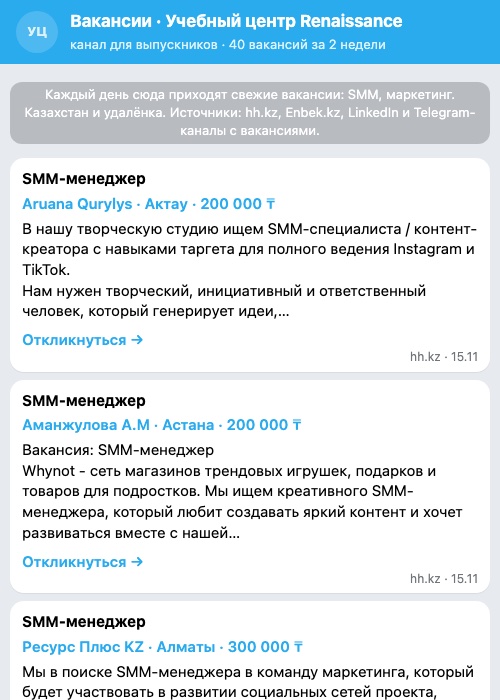 УЦ
Вакансии · Учебный центр Renaissance
канал для выпускников · 40 вакансий за 2 недели
Каждый день сюда приходят свежие вакансии: SMM, маркетинг.
Казахстан и удалёнка. Источники: hh.kz, Enbek.kz, LinkedIn и Telegram-
каналы с вакансиями.
SMM-менеджер
Aruana Qurylys · Актау · 200 000 ₸
В нашу творческую студию ищем SMM-специалиста / контент-
креатора с навыками таргета для полного ведения Instagram и
TikTok.
Нам нужен творческий, инициативный и ответственный
человек, который генерирует идеи,...
Откликнуться →
hh.kz · 15.11
SMM-менеджер
Аманжулова А.М · Астана · 200 000 ₸
Вакансия: SMM-менеджер
Whynot - сеть магазинов трендовых игрушек, подарков и
товаров для подростков. Мы ищем креативного SMM-
менеджера, который любит создавать яркий контент и хочет
развиваться вместе с нашей...
Откликнуться →
hh.kz · 15.11
SMM-менеджер
Ресурс Плюс KZ · Алматы · 300 000 ₸
Мы в поиске SMM-менеджера в команду маркетинга, который
будет участвовать в развитии социальных сетей проекта,